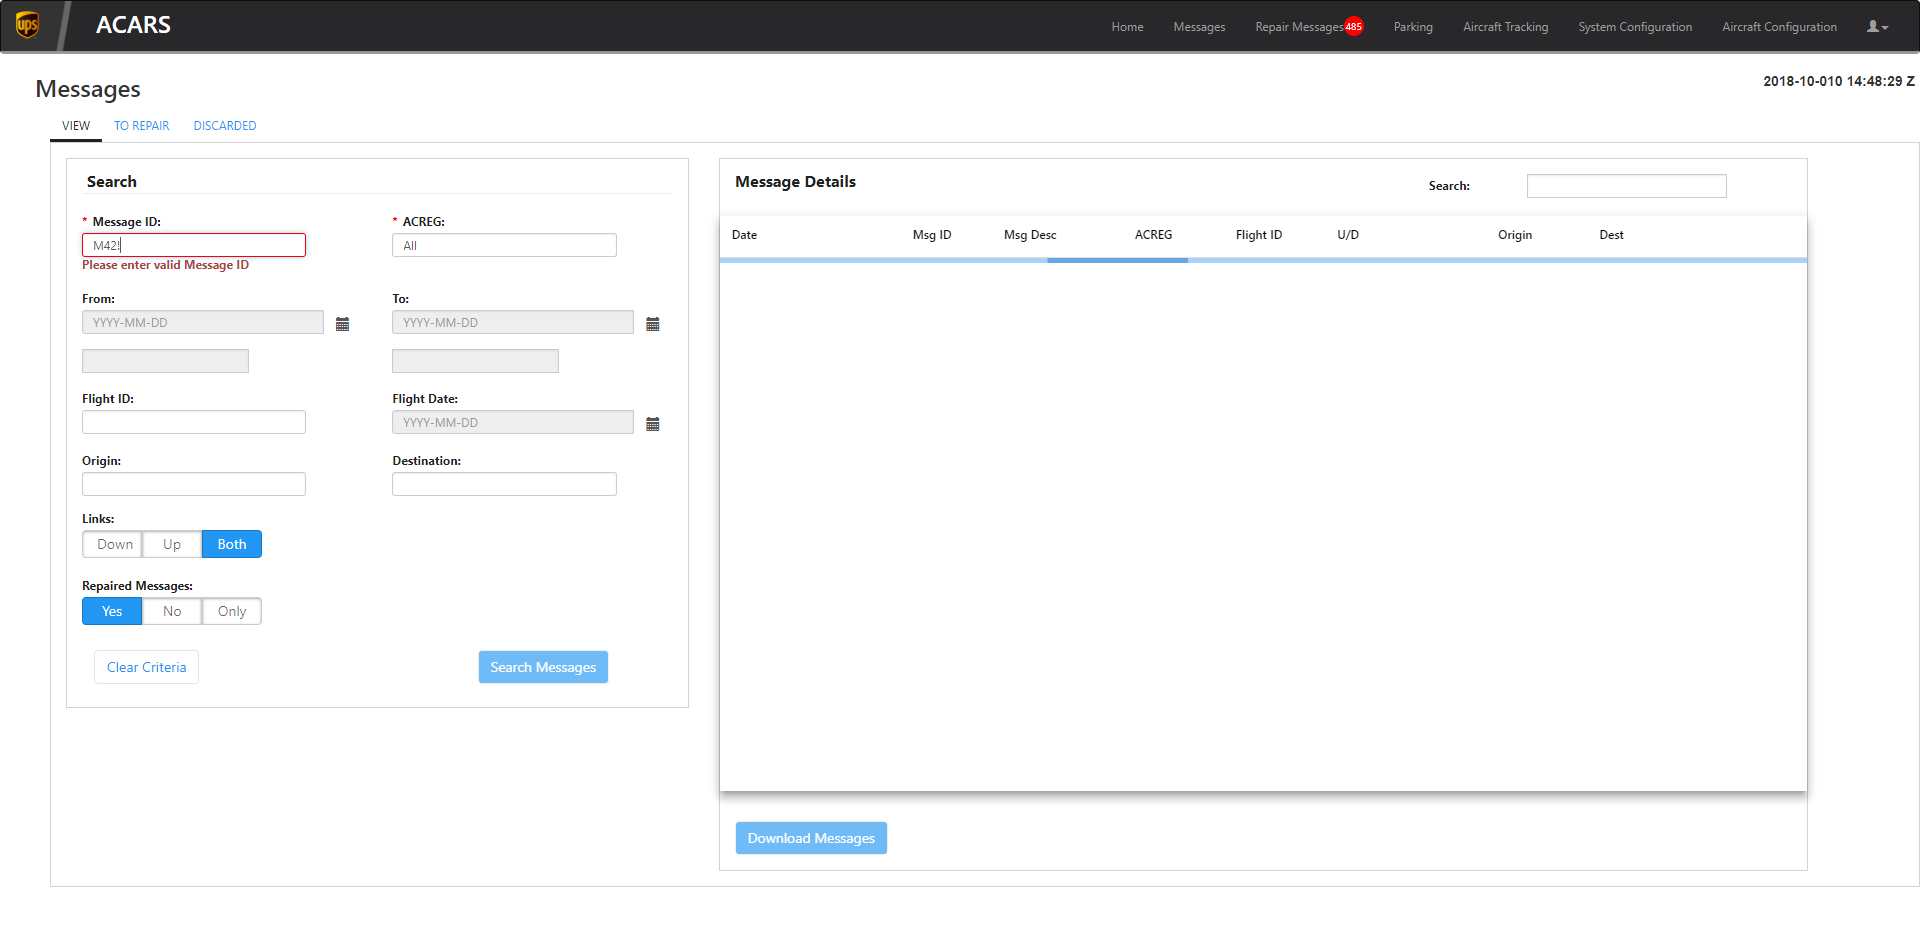 ups
ACARS
Home Messages Repair Messages 485 Parking Aircraft Tracking System Configuration Aircraft Configuration
Messages
2018-10-010 14:48:29 Z
VIEW TO REPAIR DISCARDED
Search
* Message ID: * ACREG:
M42! All
Please enter valid Message ID
From: To:
YYYY-MM-DD YYYY-MM-DD
Flight ID: Flight Date:
YYYY-MM-DD
Origin: Destination:
Links:
Down Up Both
Repaired Messages:
Yes No Only
Clear Criteria Search Messages
Message Details Search:
Date Msg ID Msg Desc ACREG Flight ID U/D Origin Dest
Download Messages